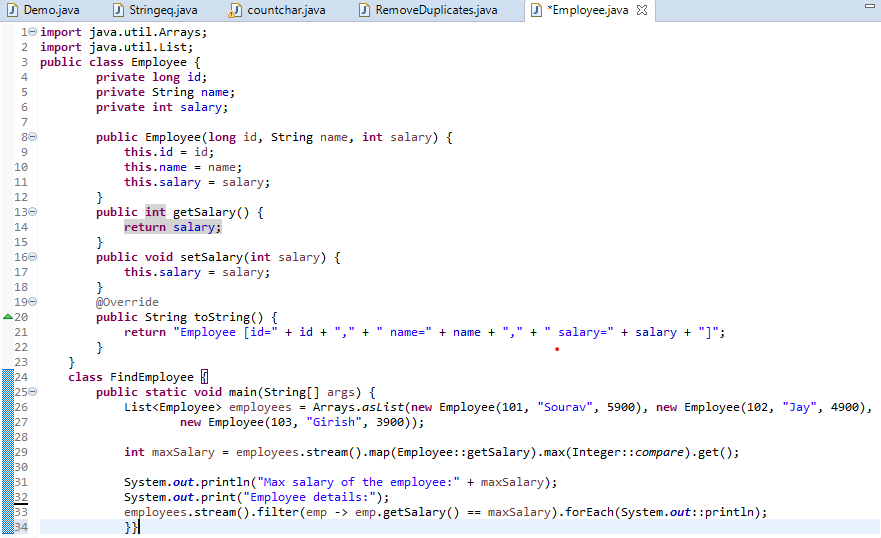 Demo.java Stringeq.java countchar.java RemoveDuplicates.java *Employee.java
1 import java.util.Arrays;
2 import java.util.List;
3 public class Employee {
4 private long id;
5 private String name;
6 private int salary;
7
8 public Employee(long id, String name, int salary) {
9 this.id = id;
10 this.name = name;
11 this.salary = salary;
12 }
13 public int getSalary() {
14 return salary;
15 }
16 public void setSalary(int salary) {
17 this.salary = salary;
18 }
19 @Override
20 public String toString() {
21 return "Employee [id=" + id + "," + " name=" + name + "," + " salary=" + salary + "]";
22 }
23 }
24 class FindEmployee {
25 public static void main(String[] args) {
26 List<Employee> employees = Arrays.asList(new Employee(101, "Sourav", 5900), new Employee(102, "Jay", 4900),
27 new Employee(103, "Girish", 3900));
28
29 int maxSalary = employees.stream().map(Employee::getSalary).max(Integer::compare).get();
30
31 System.out.println("Max salary of the employee:" + maxSalary);
32 System.out.print("Employee details:");
33 employees.stream().filter(emp -> emp.getSalary() == maxSalary).forEach(System.out::println);
34 }}